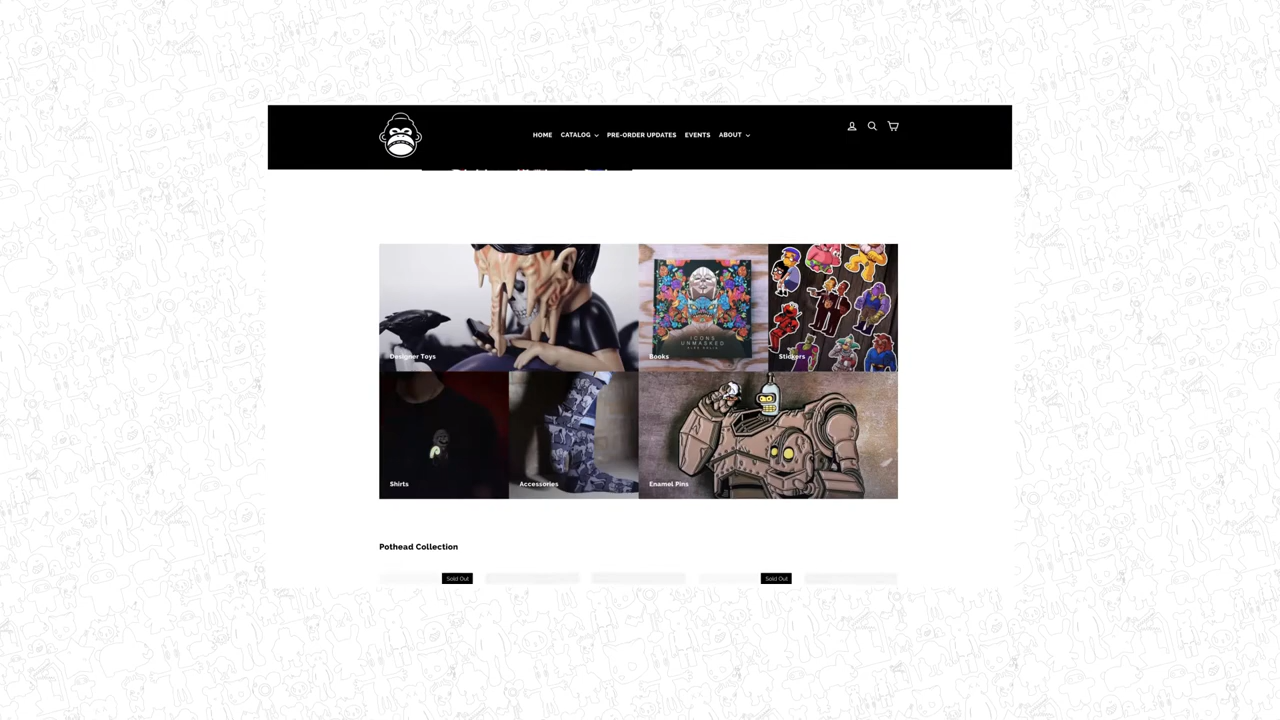 HOME CATALOG PRE-ORDER UPDATES EVENTS ABOUT
ICONS
UNMASKED
Designer Toys
Books
Stickers
Shirts
Accessories
Enamel Pins
Pothead Collection
Sold Out
Sold Out